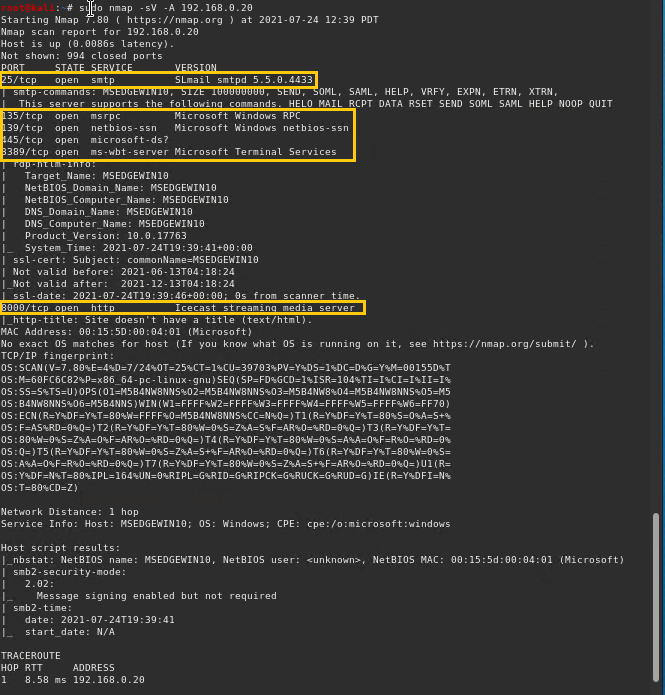 root@kali:~# sudo nmap -sV -A 192.168.0.20
Starting Nmap 7.80 ( https://nmap.org ) at 2021-07-24 12:39 PDT
Nmap scan report for 192.168.0.20
Host is up (0.0086s latency).
Not shown: 994 closed ports
PORT     STATE SERVICE       VERSION
25/tcp   open  smtp          SLmail smtpd 5.5.0.4433
| smtp-commands: MSEDGEWIN10, SIZE 100000000, SEND, SOML, SAML, HELP, VRFY, EXPN, ETRN, XTRN,
|_ This server supports the following commands. HELO MAIL RCPT DATA RSET SEND SOML SAML HELP NOOP QUIT
135/tcp  open  msrpc         Microsoft Windows RPC
139/tcp  open  netbios-ssn   Microsoft Windows netbios-ssn
445/tcp  open  microsoft-ds?
3389/tcp open  ms-wbt-server Microsoft Terminal Services
| rdp-ntlm-info:
|   Target_Name: MSEDGEWIN10
|   NetBIOS_Domain_Name: MSEDGEWIN10
|   NetBIOS_Computer_Name: MSEDGEWIN10
|   DNS_Domain_Name: MSEDGEWIN10
|   DNS_Computer_Name: MSEDGEWIN10
|   Product_Version: 10.0.17763
|_  System_Time: 2021-07-24T19:39:41+00:00
| ssl-cert: Subject: commonName=MSEDGEWIN10
| Not valid before: 2021-06-13T04:18:24
|_Not valid after:  2021-12-13T04:18:24
|_ssl-date: 2021-07-24T19:39:46+00:00; 0s from scanner time.
8000/tcp open  http          Icecast streaming media server
|_http-title: Site doesn't have a title (text/html).
MAC Address: 00:15:5D:00:04:01 (Microsoft)
No exact OS matches for host (If you know what OS is running on it, see https://nmap.org/submit/ ).
TCP/IP fingerprint:
OS:SCAN(V=7.80%E=4%D=7/24%OT=25%CT=1%CU=39703%PV=Y%DS=1%DC=D%G=Y%M=00155D%T
OS:M=60FC6C82%P=x86_64-pc-linux-gnu)SEQ(SP=FD%GCD=1%ISR=104%TI=I%CI=I%II=I%
OS:SS=S%TS=U)OPS(O1=M5B4NW8NNS%O2=M5B4NW8NNS%O3=M5B4NW8%O4=M5B4NW8NNS%O5=M5
OS:B4NW8NNS%O6=M5B4NNS)WIN(W1=FFFF%W2=FFFF%W3=FFFF%W4=FFFF%W5=FFFF%W6=FF70)
OS:ECN(R=Y%DF=Y%T=80%W=FFFF%O=M5B4NW8NNS%CC=N%Q=)T1(R=Y%DF=Y%T=80%S=O%A=S+%
OS:F=AS%RD=0%Q=)T2(R=Y%DF=Y%T=80%W=0%S=Z%A=S%F=AR%O=%RD=0%Q=)T3(R=Y%DF=Y%T=
OS:80%W=0%S=Z%A=O%F=AR%O=%RD=0%Q=)T4(R=Y%DF=Y%T=80%W=0%S=A%A=O%F=R%O=%RD=0%
OS:Q=)T5(R=Y%DF=Y%T=80%W=0%S=Z%A=S+%F=AR%O=%RD=0%Q=)T6(R=Y%DF=Y%T=80%W=0%S=
OS:A%A=O%F=R%O=%RD=0%Q=)T7(R=Y%DF=Y%T=80%W=0%S=Z%A=S+%F=AR%O=%RD=0%Q=)U1(R=
OS:Y%DF=N%T=80%IPL=164%UN=0%RIPL=G%RID=G%RIPCK=G%RUCK=G%RUD=G)IE(R=Y%DFI=N%
OS:T=80%CD=Z)
Network Distance: 1 hop
Service Info: Host: MSEDGEWIN10; OS: Windows; CPE: cpe:/o:microsoft:windows
Host script results:
|_nbstat: NetBIOS name: MSEDGEWIN10, NetBIOS user: <unknown>, NetBIOS MAC: 00:15:5d:00:04:01 (Microsoft)
| smb2-security-mode:
|   2.02:
|_    Message signing enabled but not required
| smb2-time:
|   date: 2021-07-24T19:39:41
|_  start_date: N/A
TRACEROUTE
HOP RTT     ADDRESS
1   8.58 ms 192.168.0.20